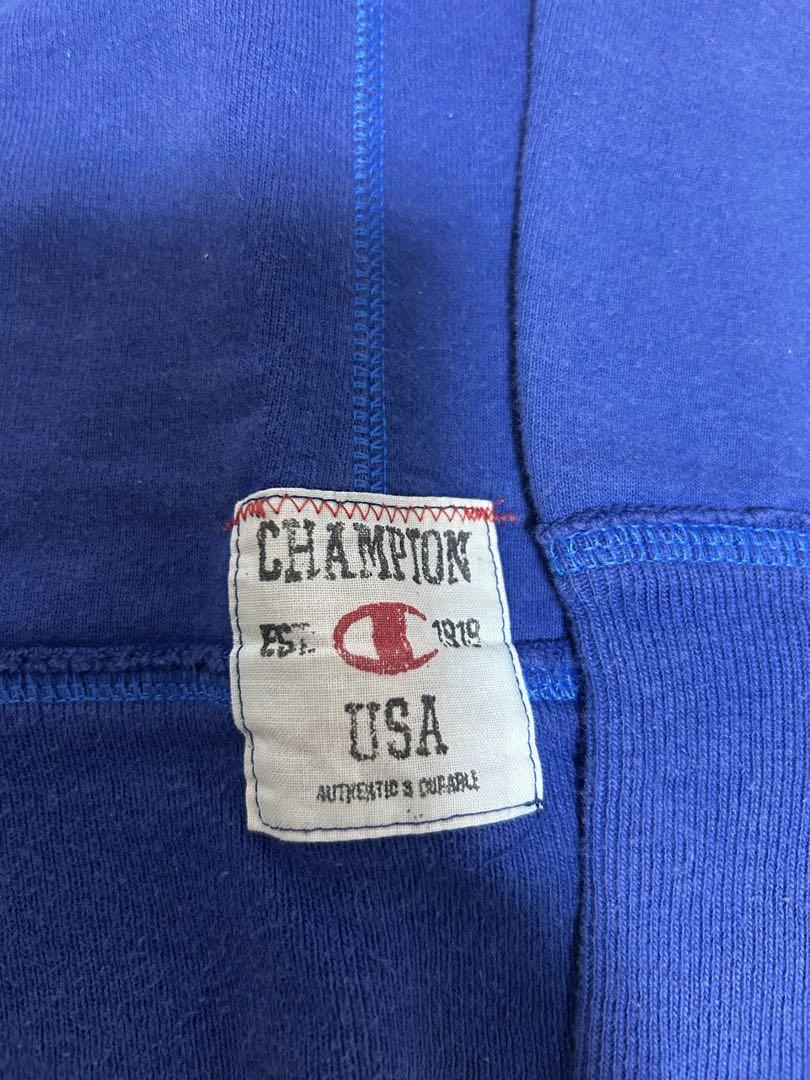 CHAMPION
EST. 1919
USA
AUTHENTIC & DURABLE